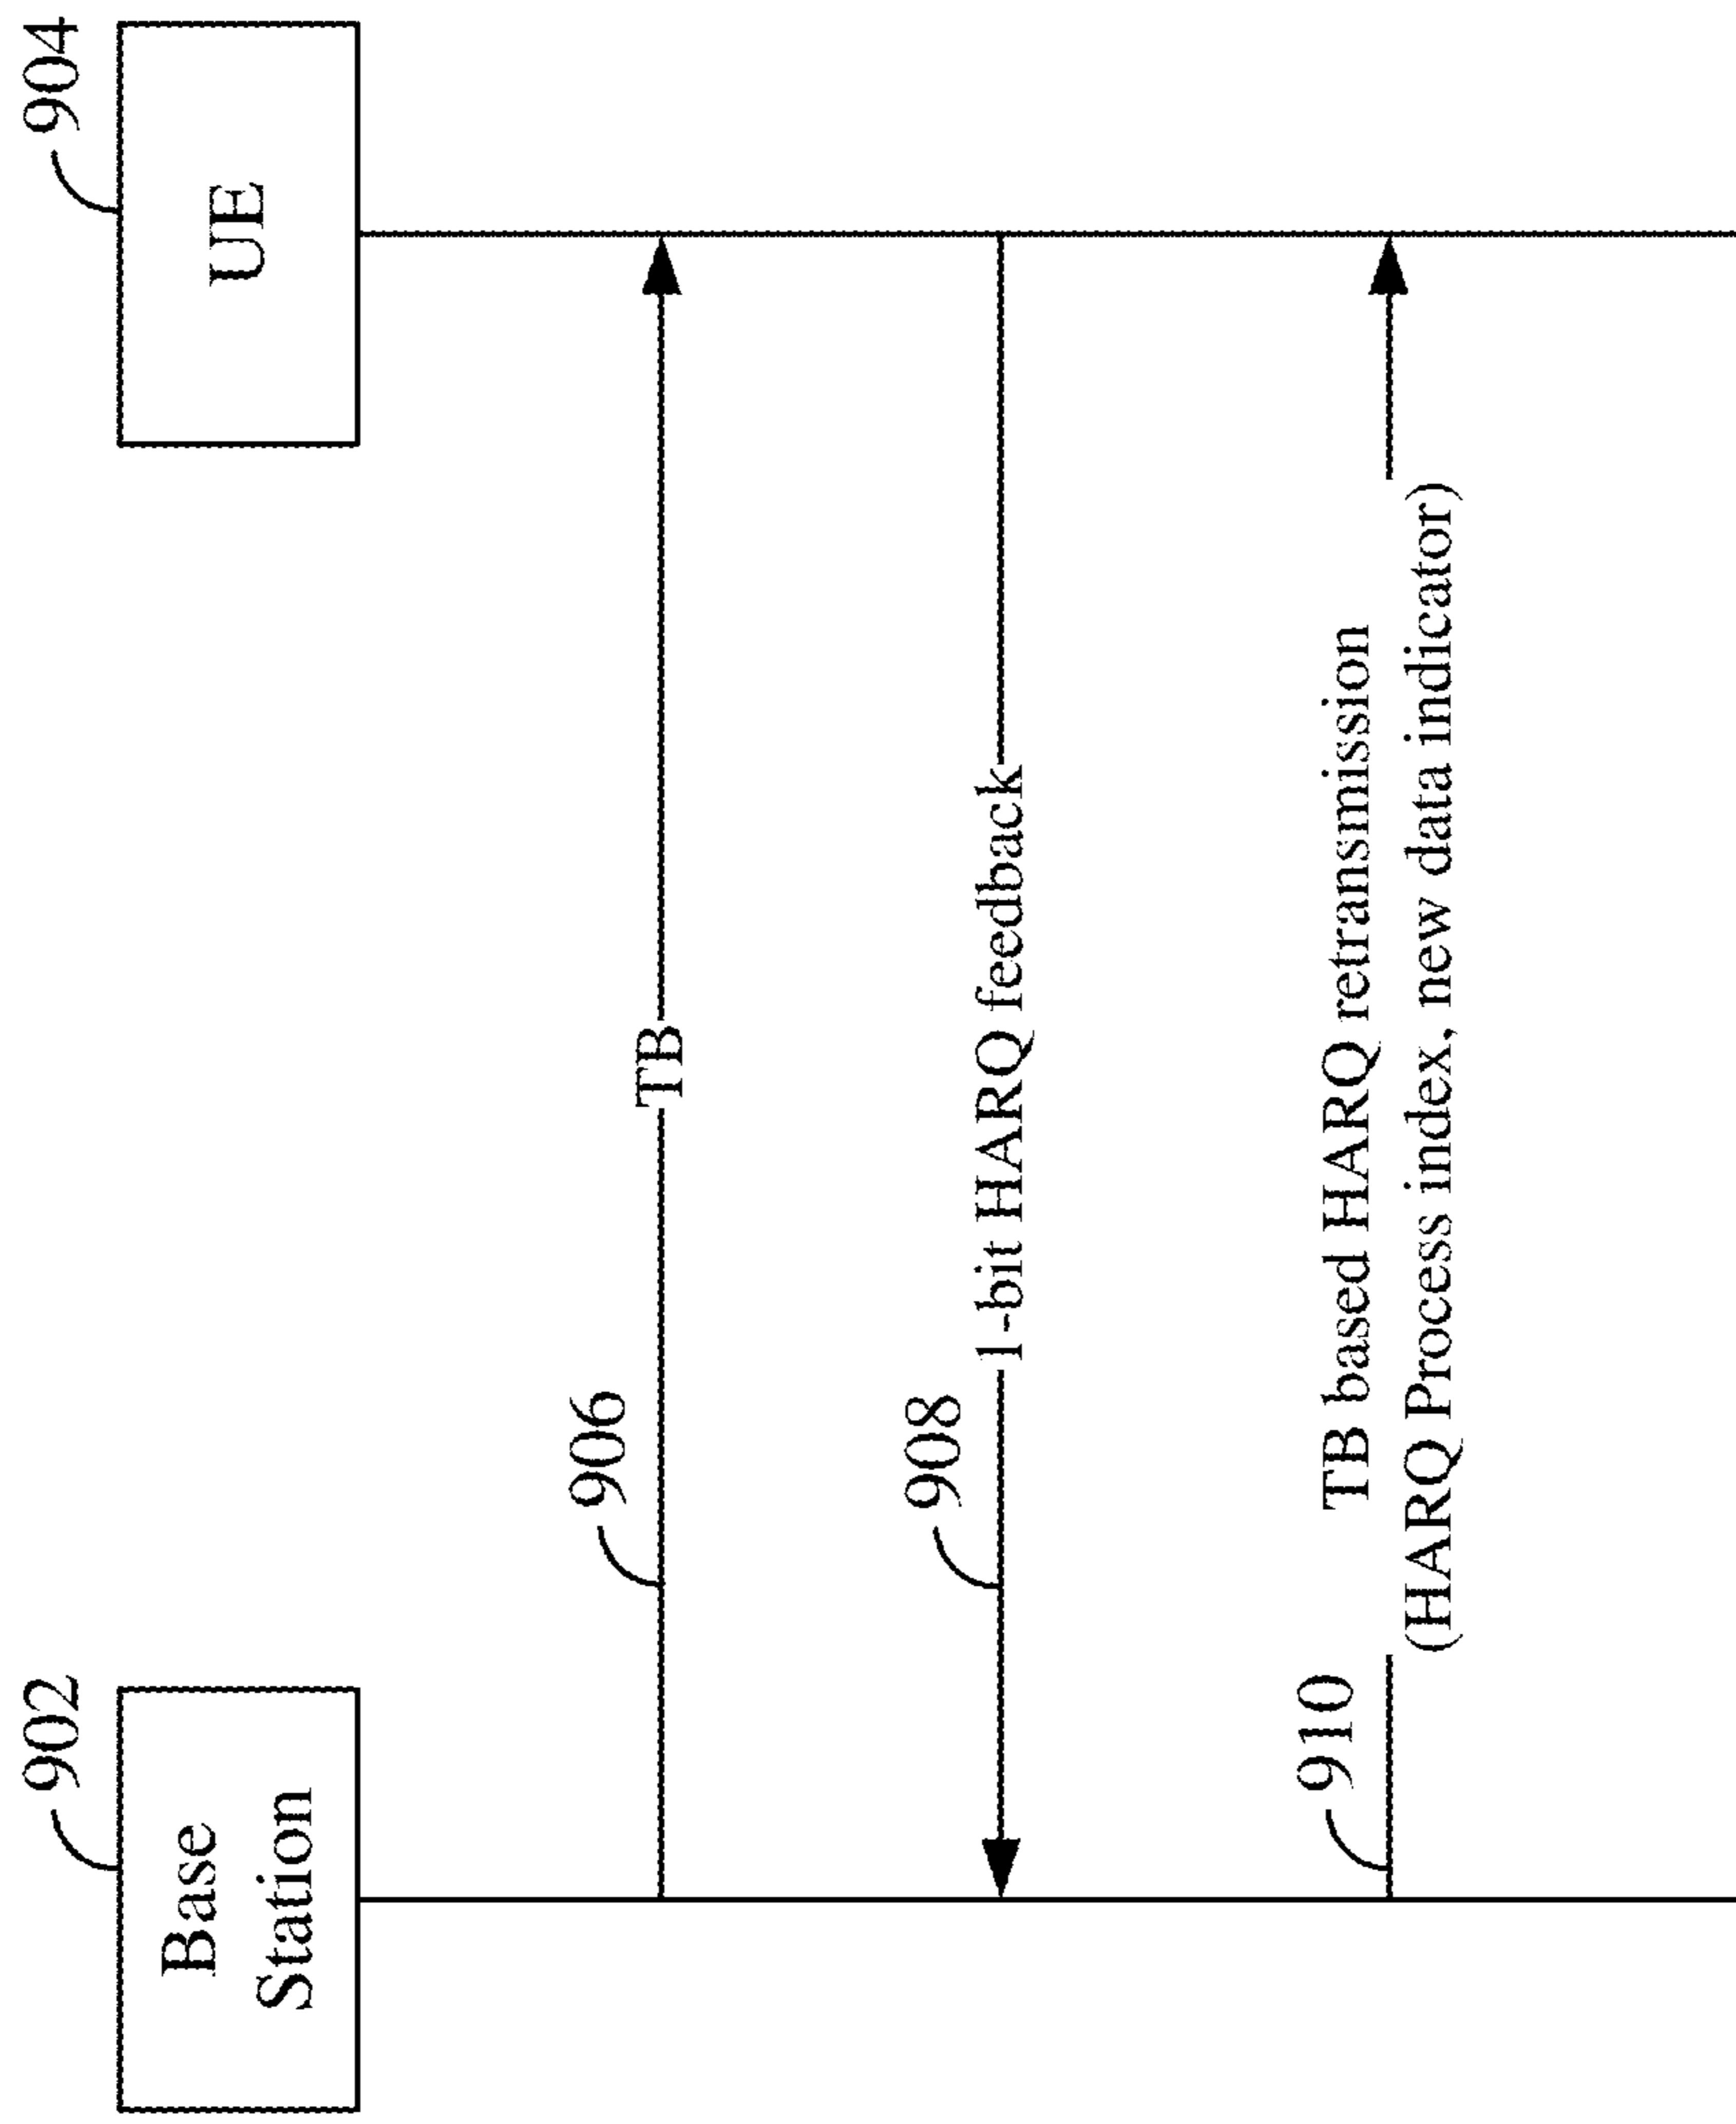 902
904
Base
Station
UE
906
TB
908
1-bit HARQ feedback
910
TB based HARQ retransmission
(HARQ Process index, new data indicator)